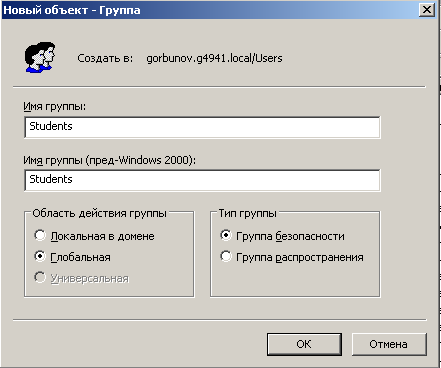 Новый объект - Группа
Создать в: gorbunov.g4941.local/Users
Имя группы:
Students
Имя группы (пред-Windows 2000):
Students
Область действия группы
Локальная в домене
Глобальная
Универсальная
Тип группы
Группа безопасности
Группа распространения
OK
Отмена